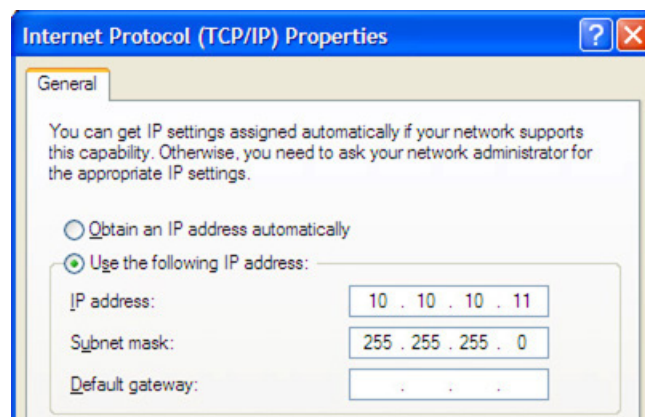 Internet Protocol (TCP/IP) Properties
General
You can get IP settings assigned automatically if your network supports
this capability. Otherwise, you need to ask your network administrator for
the appropriate IP settings.
Obtain an IP address automatically
Use the following IP address:
IP address: 10 . 10 . 10 . 11
Subnet mask: 255 . 255 . 255 . 0
Default gateway: . . .